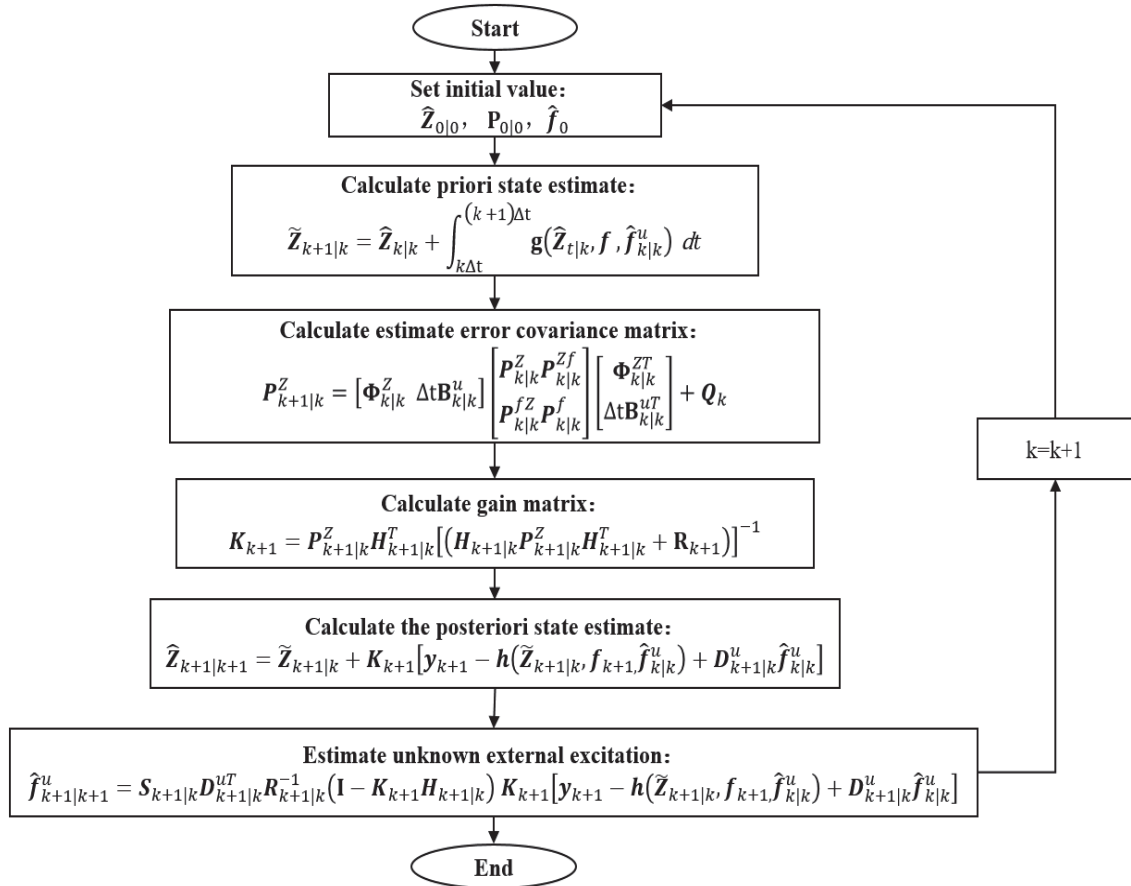 Start
Set initial value:
Ẑ₀|₀, P₀|₀, f̂₀
Calculate priori state estimate:
Z̃_{k+1|k} = Ẑ_{k|k} + ∫_{kΔt}^{(k+1)Δt} g(Ẑ_{t|k}, f, f̂^u_{k|k}) dt
Calculate estimate error covariance matrix:
P^Z_{k+1|k} = [Φ^Z_{k|k} ΔtB^u_{k|k}] [P^Z_{k|k} P^{Zf}_{k|k}; P^{fZ}_{k|k} P^f_{k|k}] [Φ^{ZT}_{k|k}; ΔtB^{uT}_{k|k}] + Q_k
k=k+1
Calculate gain matrix:
K_{k+1} = P^Z_{k+1|k} H^T_{k+1|k} [(H_{k+1|k} P^Z_{k+1|k} H^T_{k+1|k} + R_{k+1})]^{-1}
Calculate the posteriori state estimate:
Ẑ_{k+1|k+1} = Z̃_{k+1|k} + K_{k+1}[y_{k+1} − h(Z̃_{k+1|k}, f_{k+1,} f̂^u_{k|k}) + D^u_{k+1|k} f̂^u_{k|k}]
Estimate unknown external excitation:
f̂^u_{k+1|k+1} = S_{k+1|k} D^{uT}_{k+1|k} R^{-1}_{k+1|k} (I − K_{k+1} H_{k+1|k}) K_{k+1}[y_{k+1} − h(Z̃_{k+1|k}, f_{k+1,} f̂^u_{k|k}) + D^u_{k+1|k} f̂^u_{k|k}]
End